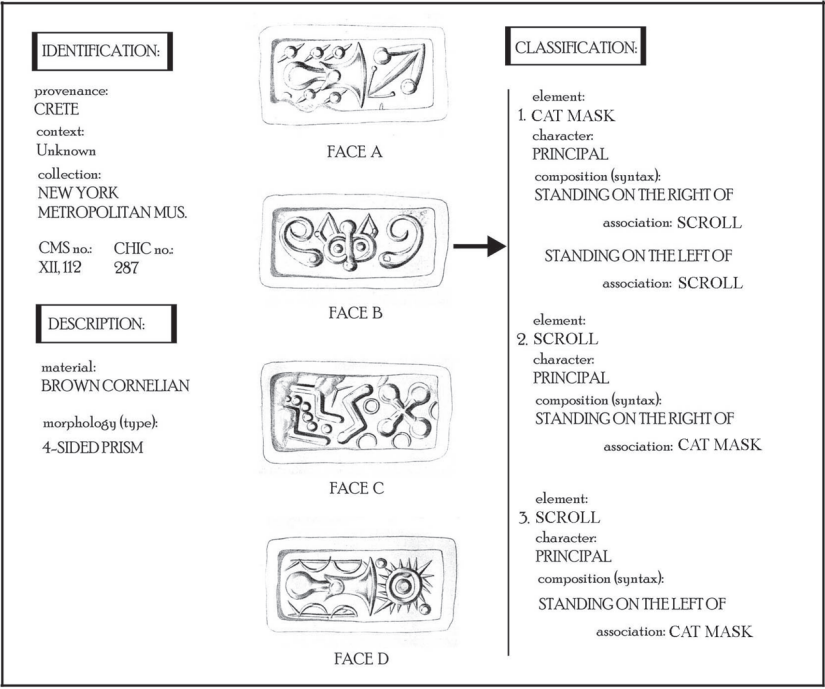 IDENTIFICATION:
provenance:
CRETE
context:
Unknown
collection:
NEW YORK
METROPOLITAN MUS.
CMS no.: CHIC no.:
XII, 112 287
DESCRIPTION:
material:
BROWN CORNELIAN
morphology (type):
4-SIDED PRISM
FACE A
FACE B
FACE C
FACE D
CLASSIFICATION:
element:
1. CAT MASK
character:
PRINCIPAL
composition (syntax):
STANDING ON THE RIGHT OF
association: SCROLL
STANDING ON THE LEFT OF
association: SCROLL
element:
2. SCROLL
character:
PRINCIPAL
composition (syntax):
STANDING ON THE RIGHT OF
association: CAT MASK
element:
3. SCROLL
character:
PRINCIPAL
composition (syntax):
STANDING ON THE LEFT OF
association: CAT MASK